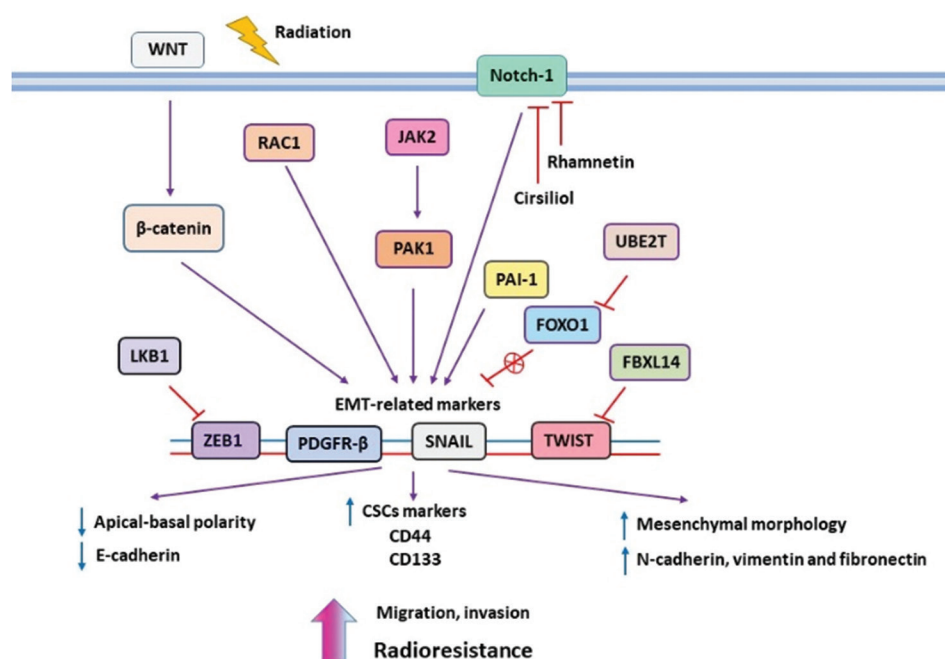 Radiation
WNT
Notch-1
RAC1
JAK2
Rhamnetin
Cirsiliol
β-catenin
PAK1
UBE2T
PAI-1
FOXO1
LKB1
FBXL14
EMT-related markers
ZEB1
PDGFR-β
SNAIL
TWIST
Apical-basal polarity
E-cadherin
CSCs markers
CD44
CD133
Mesenchymal morphology
N-cadherin, vimentin and fibronectin
Migration, invasion
Radioresistance